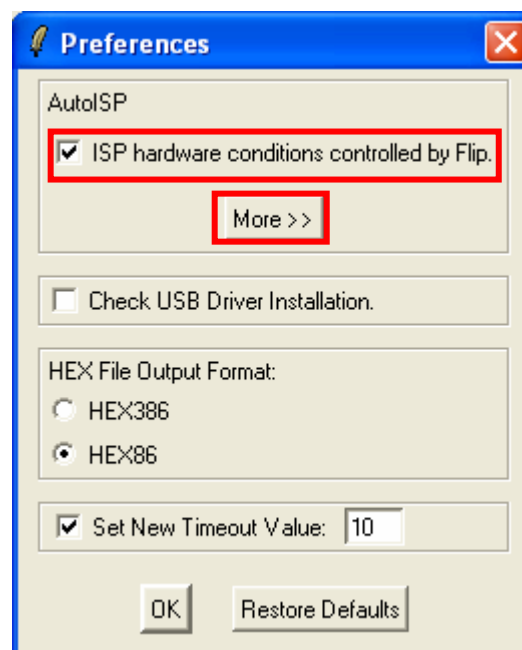 Preferences
AutoISP
ISP hardware conditions controlled by Flip.
More >>
Check USB Driver Installation.
HEX File Output Format:
HEX386
HEX86
Set New Timeout Value: 10
OK Restore Defaults